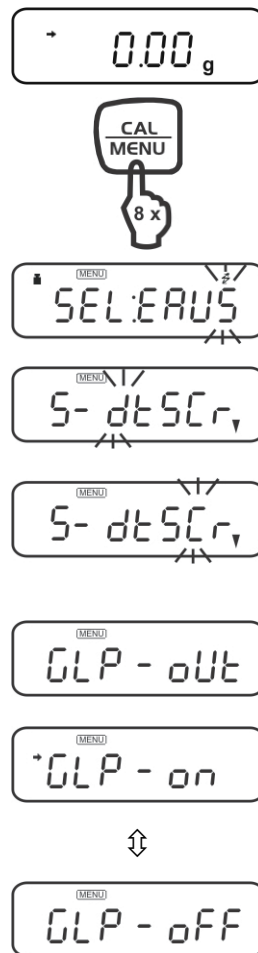 0.00 g
CAL
MENU
8 x
MENU
SEL:EAUS
MENU
S- dtSCr
MENU
S- dtSCr
MENU
GLP - oUt
MENU
GLP - on
MENU
GLP - oFF